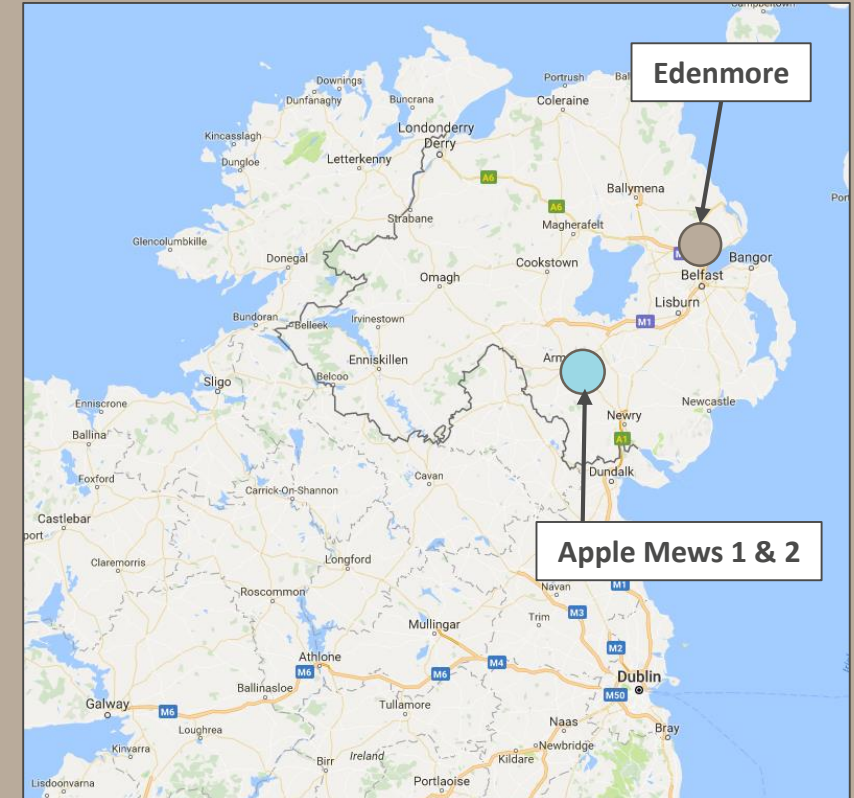 Campbeltown
Edenmore
Downings
Portrush
Dunfanaghy
Buncrana
Coleraine
Londonderry
Derry
Kincasslagh
Letterkenny
Dungloe
A6
Ballymena
Strabane
A6
Magherafelt
Glencolumbkille
Donegal
Cookstown
Bangor
Omagh
Belfast
Lisburn
Bundoran
Belleek
Irvinestown
M1
Enniskillen
Belcoo
Sligo
Newcastle
Enniscrone
Newry
Ballina
A1
Dundalk
Foxford
Cavan
Carrick-On-Shannon
Castlebar
Apple Mews 1 & 2
Claremorris
Longford
Navan
M1
Roscommon
Trim
M3
Mullingar
M2
Athlone
M4
M6
M6
Dublin
Ballinasloe
M50
Galway
M6
Tullamore
Loughrea
Naas
Bray
Kinvarra
Newbridge
Ireland
Birr
Kildare
Lisdoonvarna
Portlaoise